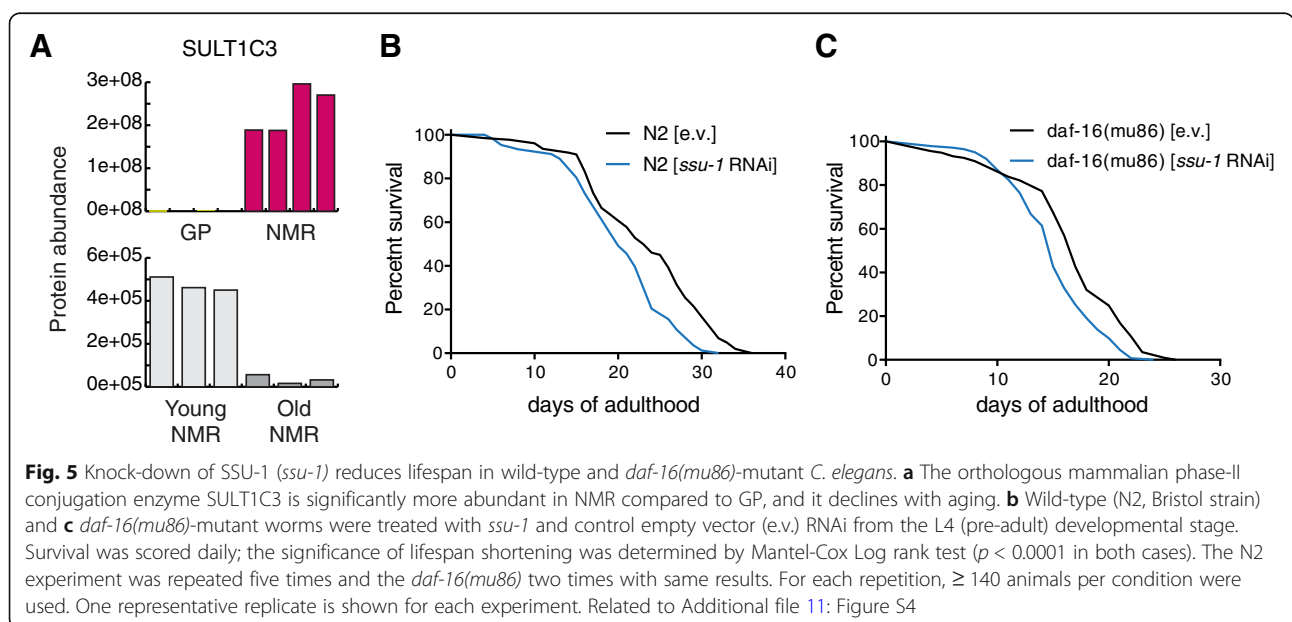 A
SULT1C3
Protein abundance
3e+08
2e+08
1e+08
0e+08
GP
NMR
6e+05
4e+05
2e+05
0e+05
Young
NMR
Old
NMR
B
N2 [e.v.]
N2 [ssu-1 RNAi]
Percetnt survival
100
80
60
40
20
0
0
10
20
30
40
days of adulthood
C
daf-16(mu86) [e.v.]
daf-16(mu86) [ssu-1 RNAi]
Percetnt survival
100
80
60
40
20
0
0
10
20
30
days of adulthood
Fig. 5 Knock-down of SSU-1 (ssu-1) reduces lifespan in wild-type and daf-16(mu86)-mutant C. elegans. a The orthologous mammalian phase-II
conjugation enzyme SULT1C3 is significantly more abundant in NMR compared to GP, and it declines with aging. b Wild-type (N2, Bristol strain)
and c daf-16(mu86)-mutant worms were treated with ssu-1 and control empty vector (e.v.) RNAi from the L4 (pre-adult) developmental stage.
Survival was scored daily; the significance of lifespan shortening was determined by Mantel-Cox Log rank test (p < 0.0001 in both cases). The N2
experiment was repeated five times and the daf-16(mu86) two times with same results. For each repetition, ≥ 140 animals per condition were
used. One representative replicate is shown for each experiment. Related to Additional file 11: Figure S4